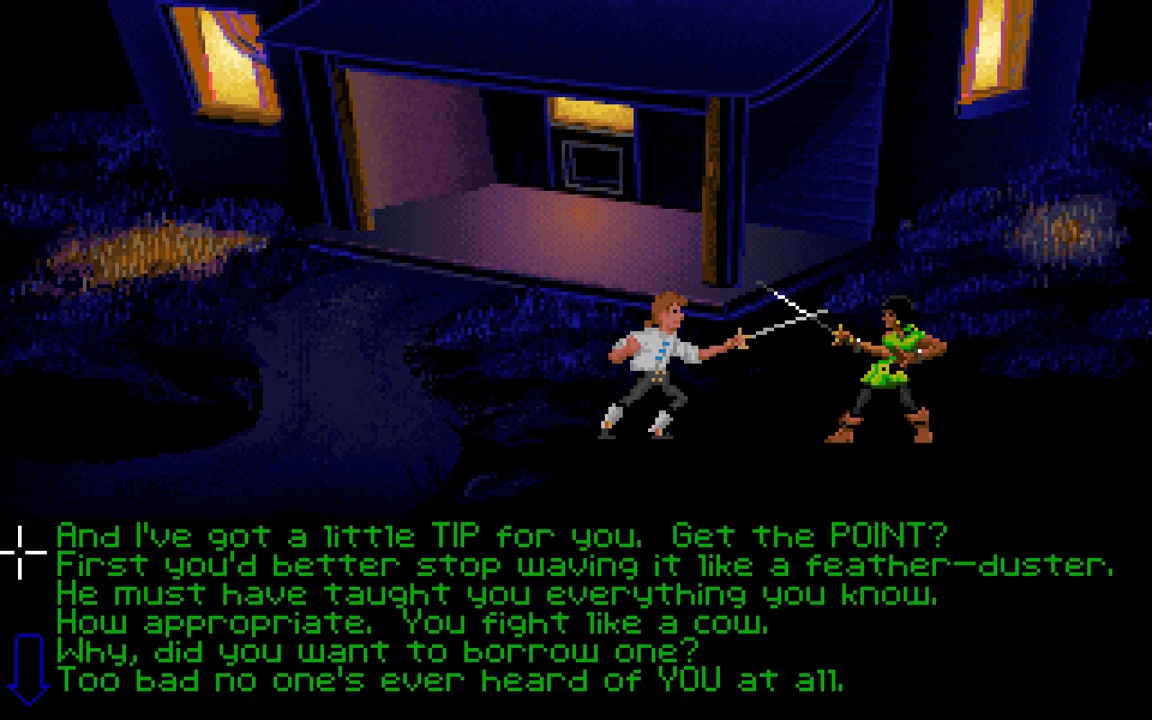 And I've got a little TIP for you.  Get the POINT?
First you'd better stop waving it like a feather-duster.
He must have taught you everything you know.
How appropriate.  You fight like a cow.
Why, did you want to borrow one?
Too bad no one's ever heard of YOU at all.